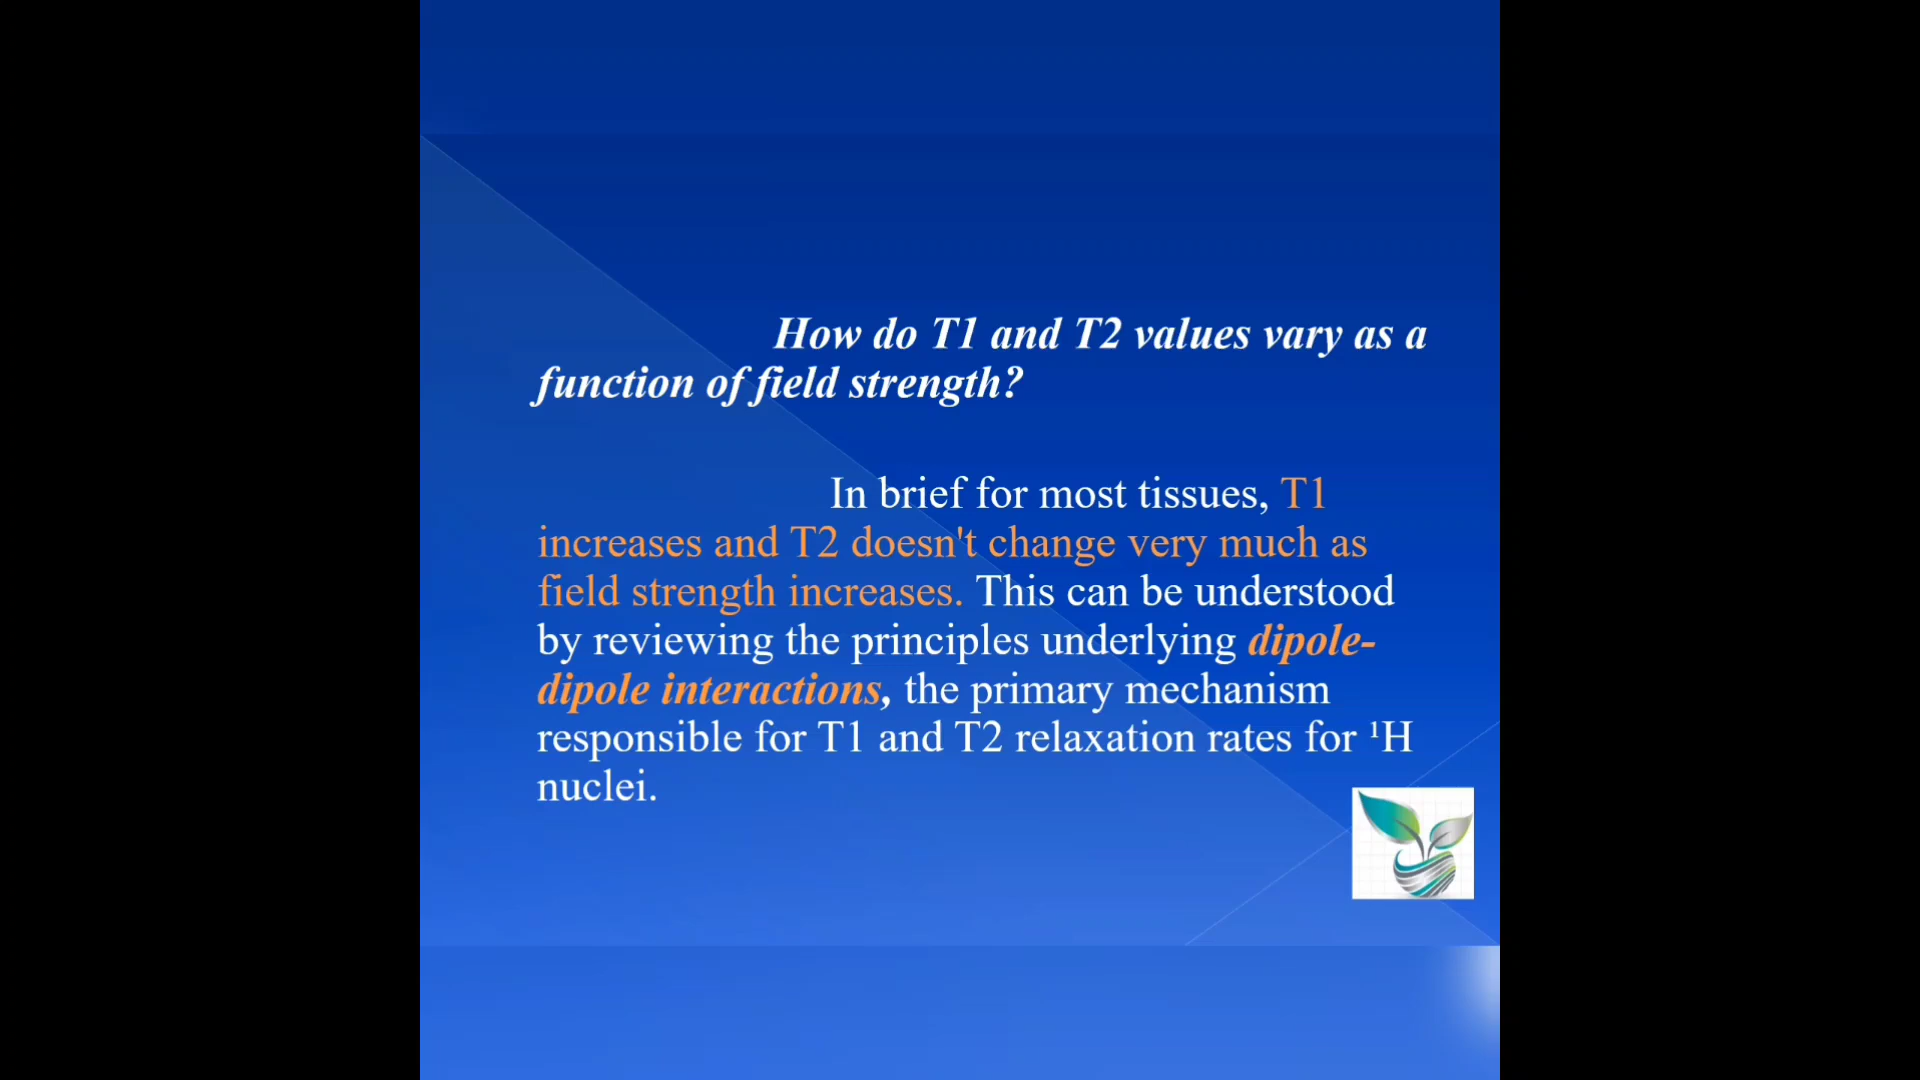 How do T1 and T2 values vary as a
function of field strength?
In brief for most tissues, T1
increases and T2 doesn't change very much as
field strength increases. This can be understood
by reviewing the principles underlying dipole-
dipole interactions, the primary mechanism
responsible for T1 and T2 relaxation rates for ¹H
nuclei.